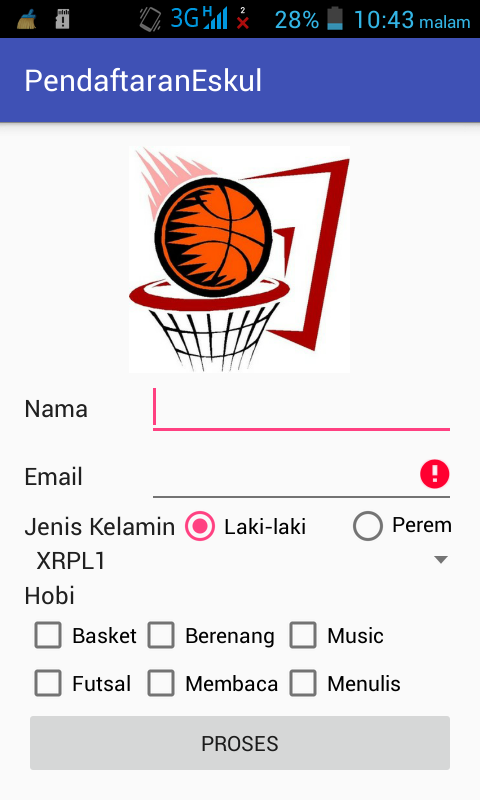 3G H 2 28% 10:43 malam
PendaftaranEskul
Nama
Email
Jenis Kelamin Laki-laki Perem
XRPL1
Hobi
Basket Berenang Music
Futsal Membaca Menulis
PROSES